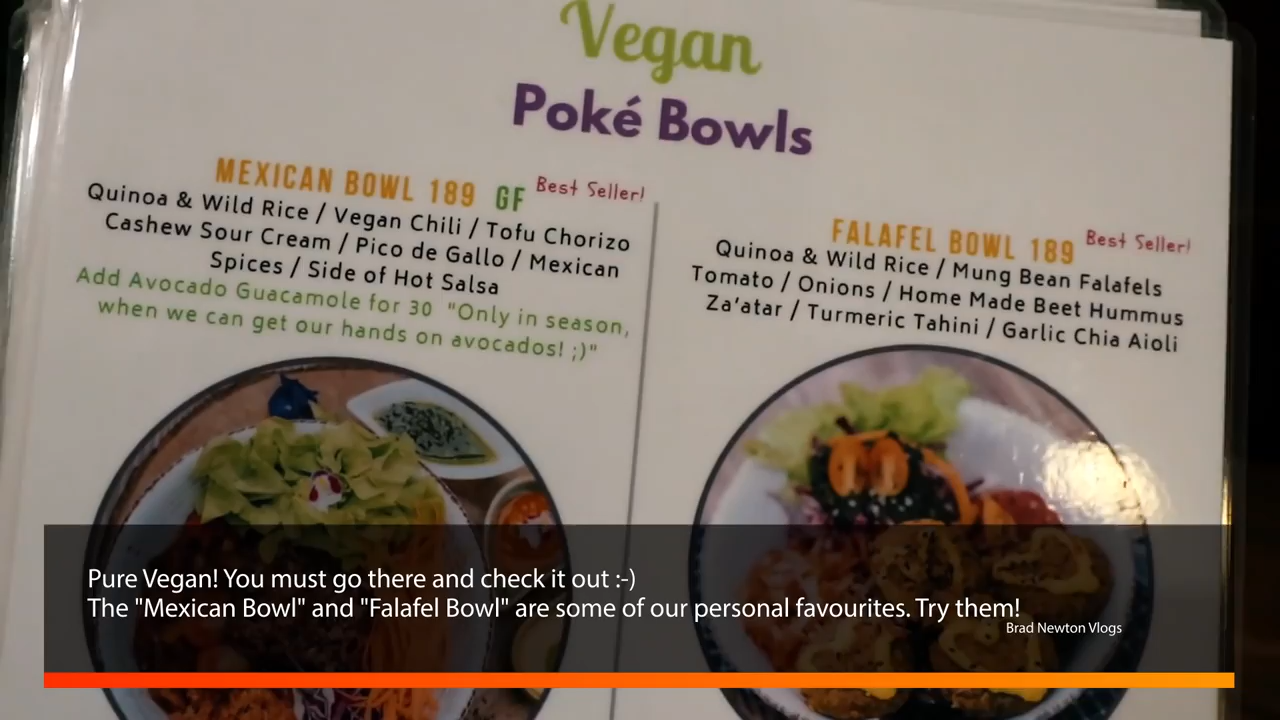 Vegan
Poké Bowls
MEXICAN BOWL 189 GF Best Seller!
Quinoa & Wild Rice / Vegan Chili / Tofu Chorizo
Cashew Sour Cream / Pico de Gallo / Mexican
Spices / Side of Hot Salsa
Add Avocado Guacamole for 30 "Only in season,
when we can get our hands on avocados! ;)"
FALAFEL BOWL 189 Best Seller!
Quinoa & Wild Rice / Mung Bean Falafels
Tomato / Onions / Home Made Beet Hummus
Za'atar / Turmeric Tahini / Garlic Chia Aioli
Pure Vegan! You must go there and check it out :-)
The "Mexican Bowl" and "Falafel Bowl" are some of our personal favourites. Try them!
Brad Newton Vlogs